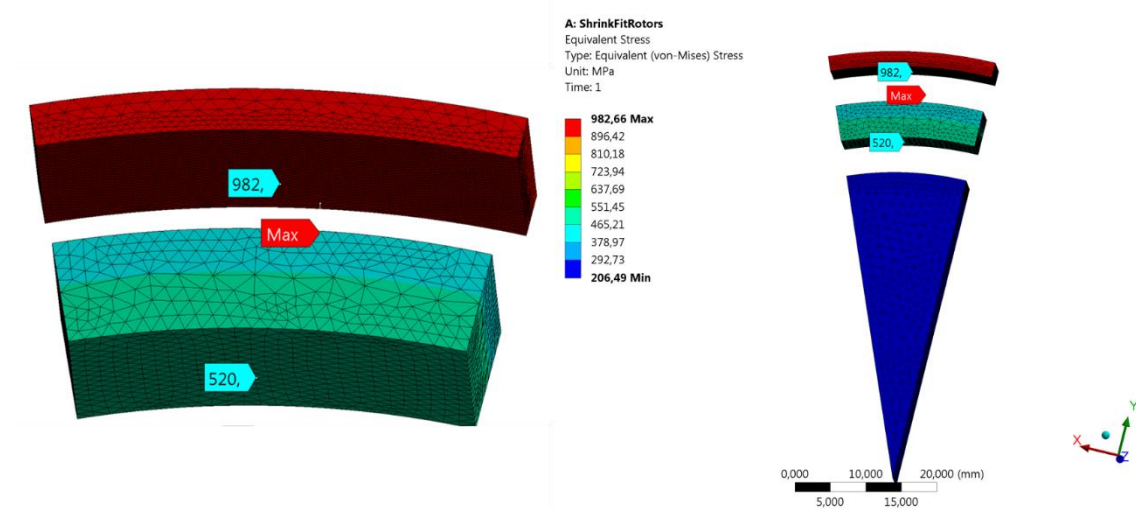 982,
Max
520,
A: ShrinkFitRotors
Equivalent Stress
Type: Equivalent (von-Mises) Stress
Unit: MPa
Time: 1
982,66 Max
896,42
810,18
723,94
637,69
551,45
465,21
378,97
292,73
206,49 Min
982,
Max
520,
0,000 10,000 20,000 (mm)
5,000 15,000
Y
X
Z